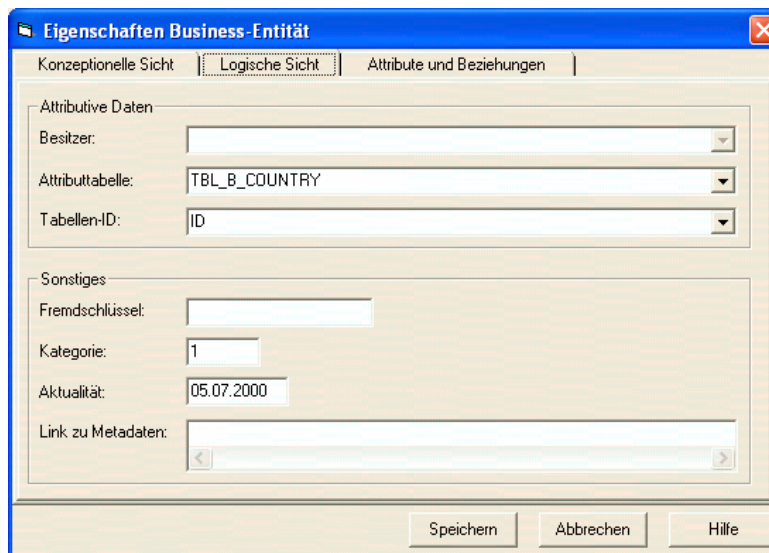 Eigenschaften Business-Entität
Konzeptionelle Sicht Logische Sicht Attribute und Beziehungen
Attributive Daten
Besitzer:
Attributtabelle: TBL_B_COUNTRY
Tabellen-ID: ID
Sonstiges
Fremdschlüssel:
Kategorie: 1
Aktualität: 05.07.2000
Link zu Metadaten:
Speichern Abbrechen Hilfe